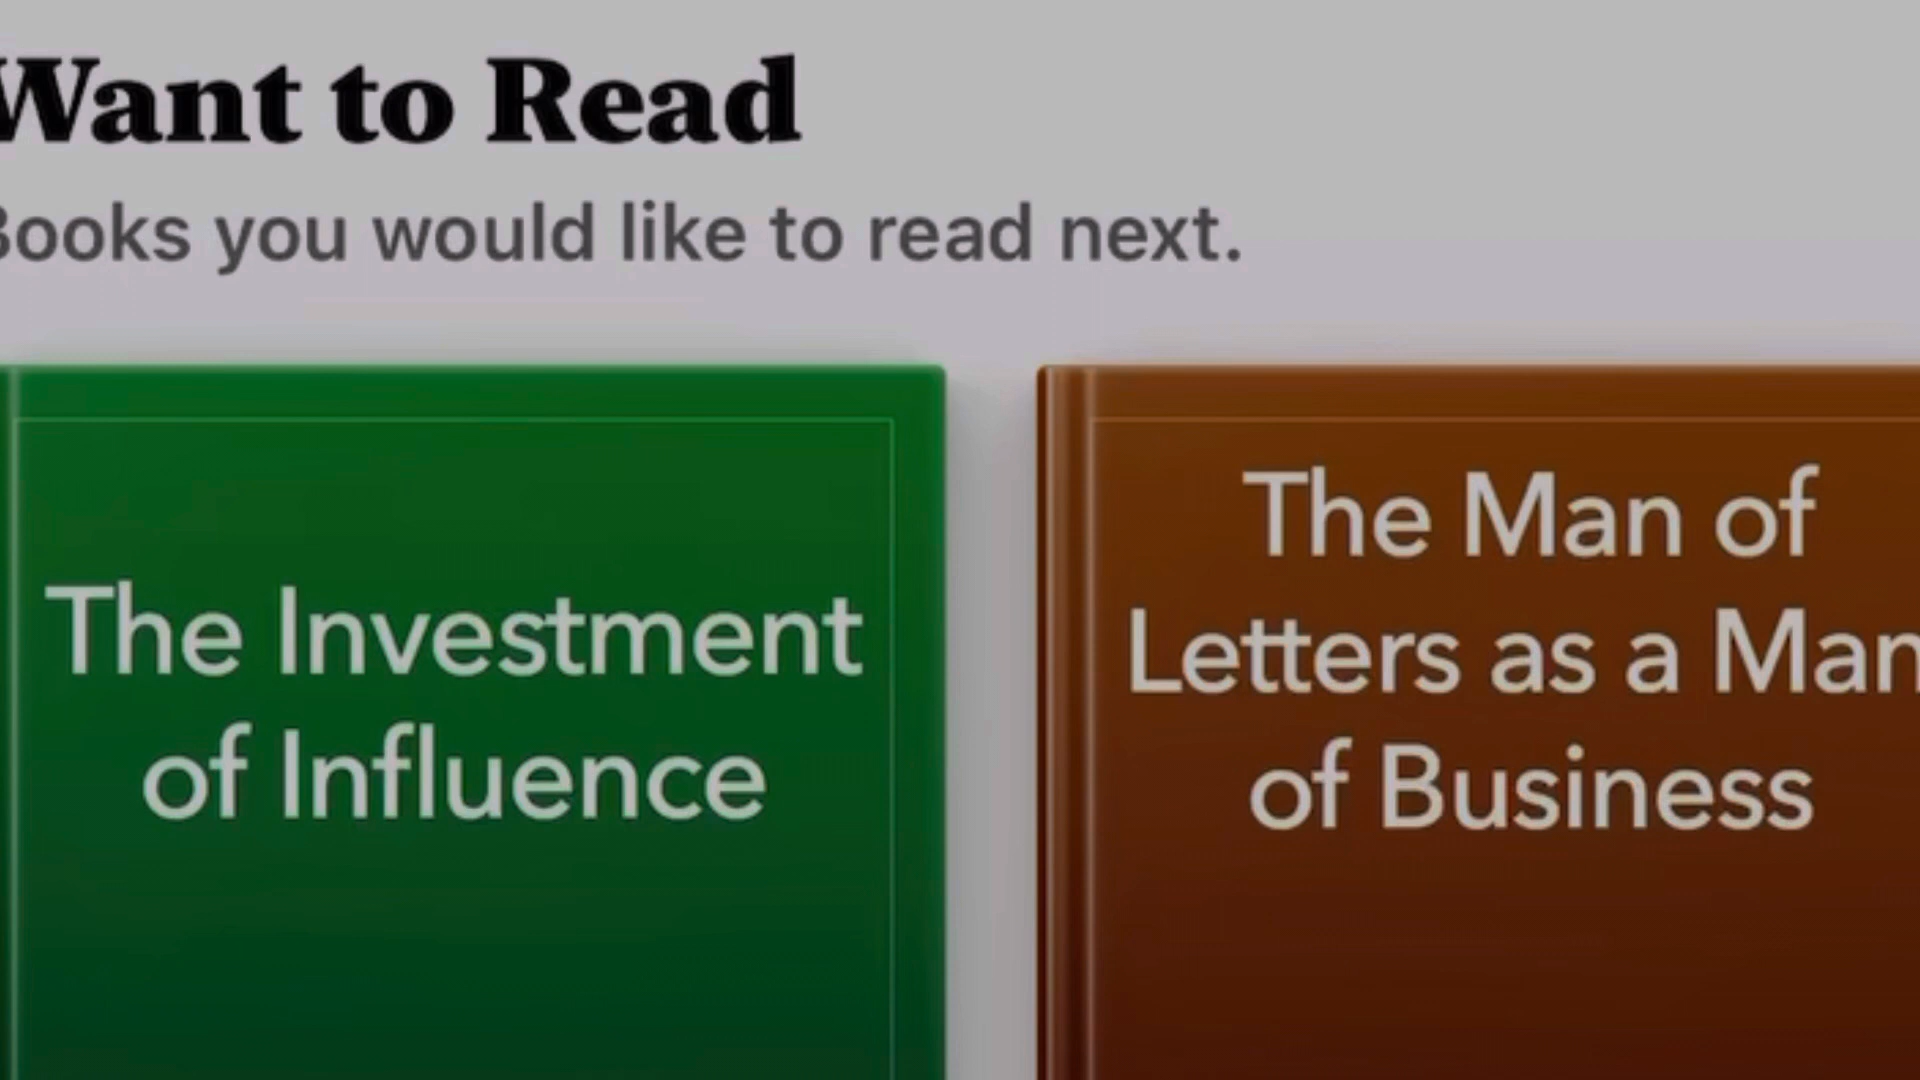 Want to Read
Books you would like to read next.
The Investment
of Influence
The Man of
Letters as a Man
of Business